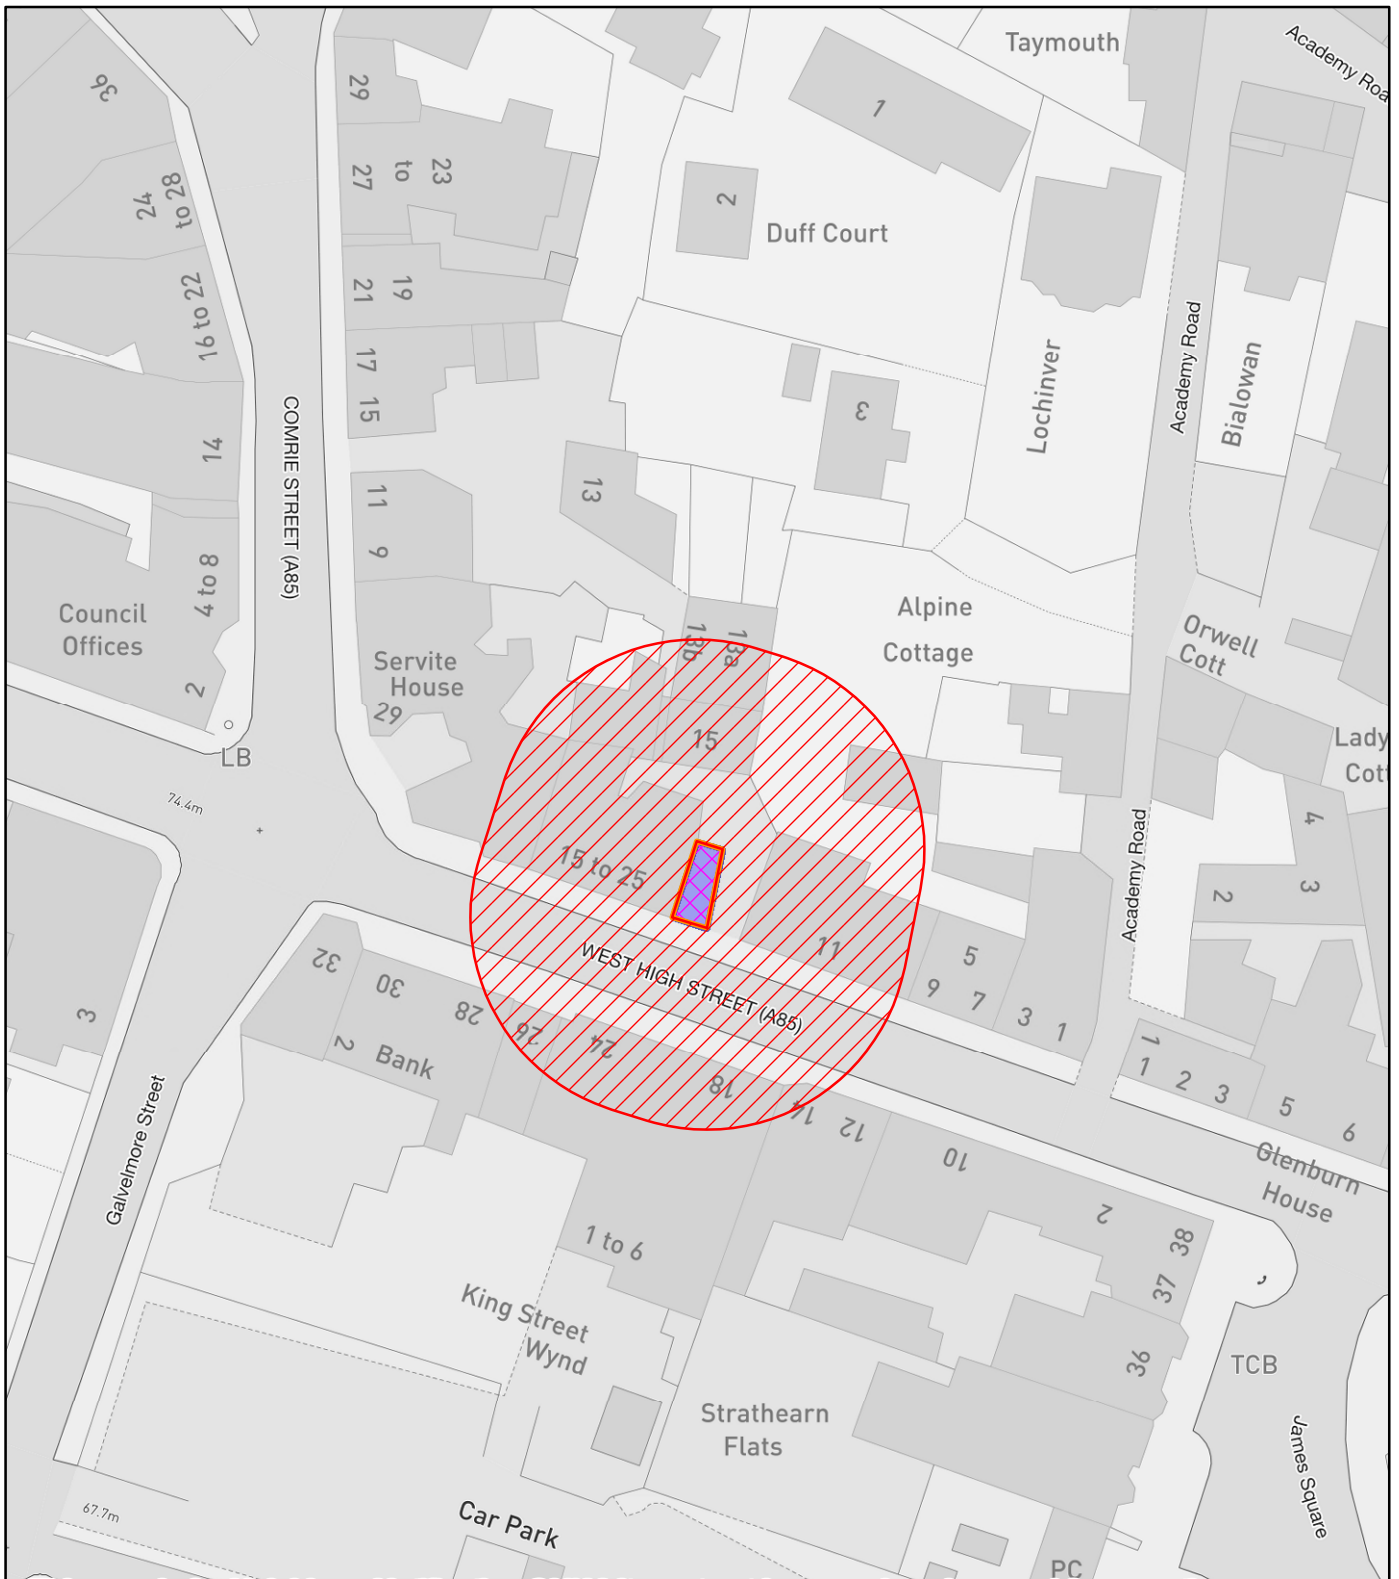 Taymouth
Academy Roa
36
29
1
23
to
27
24
to 28
2
Duff Court
21
19
16 to 22
17
15
3
Lochinver
Academy Road
Bialowan
COMRIE STREET (A85)
14
11
9
13
4 to 8
Council
Offices
2
Alpine
Cottage
Orwell
Cott
13b
13a
Servite
House
29
15
LB
74.4m
Lady
Cott
4
3
2
Academy Road
15 to 25
11
5
9
7
3
1
WEST HIGH STREET (A85)
32
30
28
26
24
18
14
12
10
2
Bank
3
1
1
2
3
5
6
Glenburn
House
Galvelmore Street
1 to 6
2
38
37
36
King Street
Wynd
TCB
Strathearn
Flats
James Square
67.7m
Car Park
PC